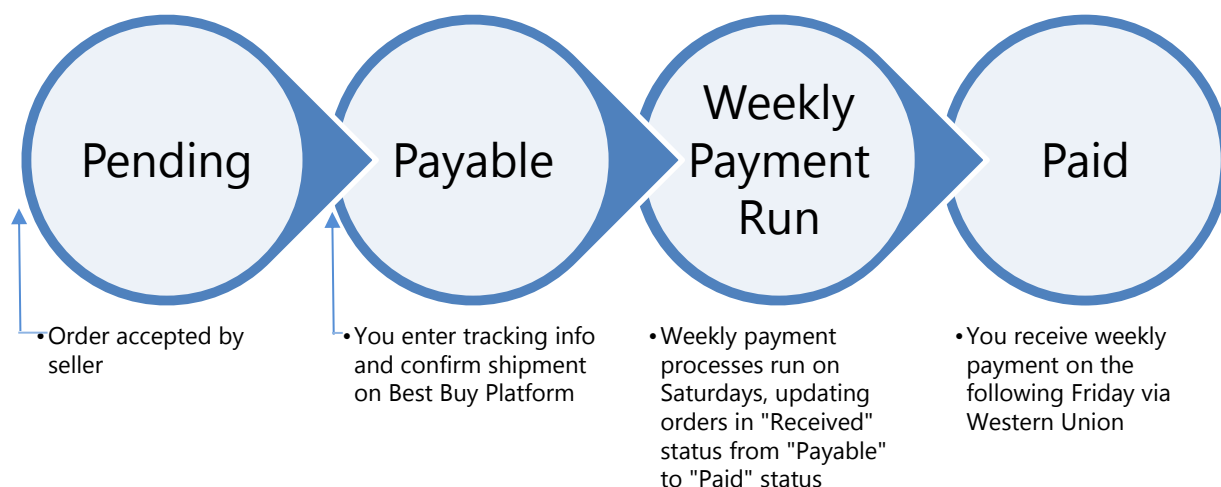 Pending
Payable
Weekly
Payment
Run
Paid
•Order accepted by
seller
•You enter tracking info
and confirm shipment
on Best Buy Platform
•Weekly payment
processes run on
Saturdays, updating
orders in "Received"
status from "Payable"
to "Paid" status
•You receive weekly
payment on the
following Friday via
Western Union